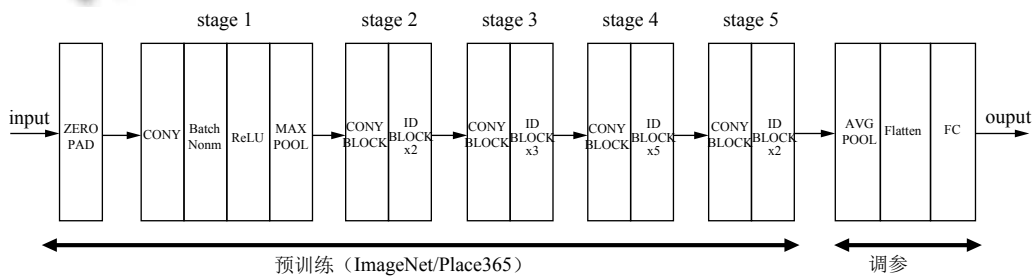 stage 1
stage 2
stage 3
stage 4
stage 5
input
ZERO
PAD
CONY
Batch
Nonm
ReLU
MAX
POOL
CONY
BLOCK
ID
BLOCK
x2
CONY
BLOCK
ID
BLOCK
x3
CONY
BLOCK
ID
BLOCK
x5
CONY
BLOCK
ID
BLOCK
x2
AVG
POOL
Flatten
FC
ouput
预训练（ImageNet/Place365）
调参